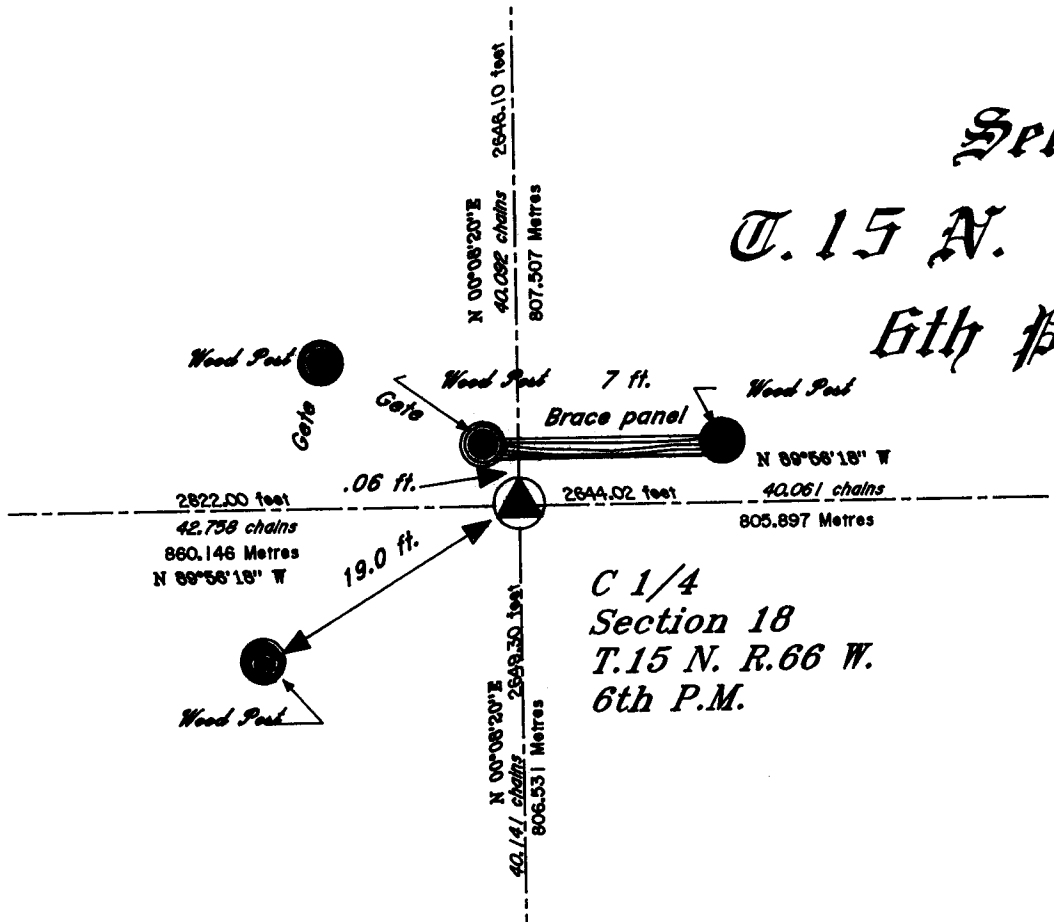 2646.10 feet
N 00°08'20"E
40.092 chains
807.507 Metres
T. 15 N.
6th
Wood Post
Gate
Gate
Wood Post
7 ft.
Wood Post
Brace panel
N 89°56'18" W
.06 ft.
2822.00 feet
2644.02 feet
40.061 chains
42.758 chains
805.897 Metres
860.146 Metres
N 89°56'18" W
19.0 ft.
C 1/4
Section 18
T.15 N. R.66 W.
6th P.M.
Wood Post
2649.30 feet
N 00°08'20"E
40.141 chains
806.531 Metres